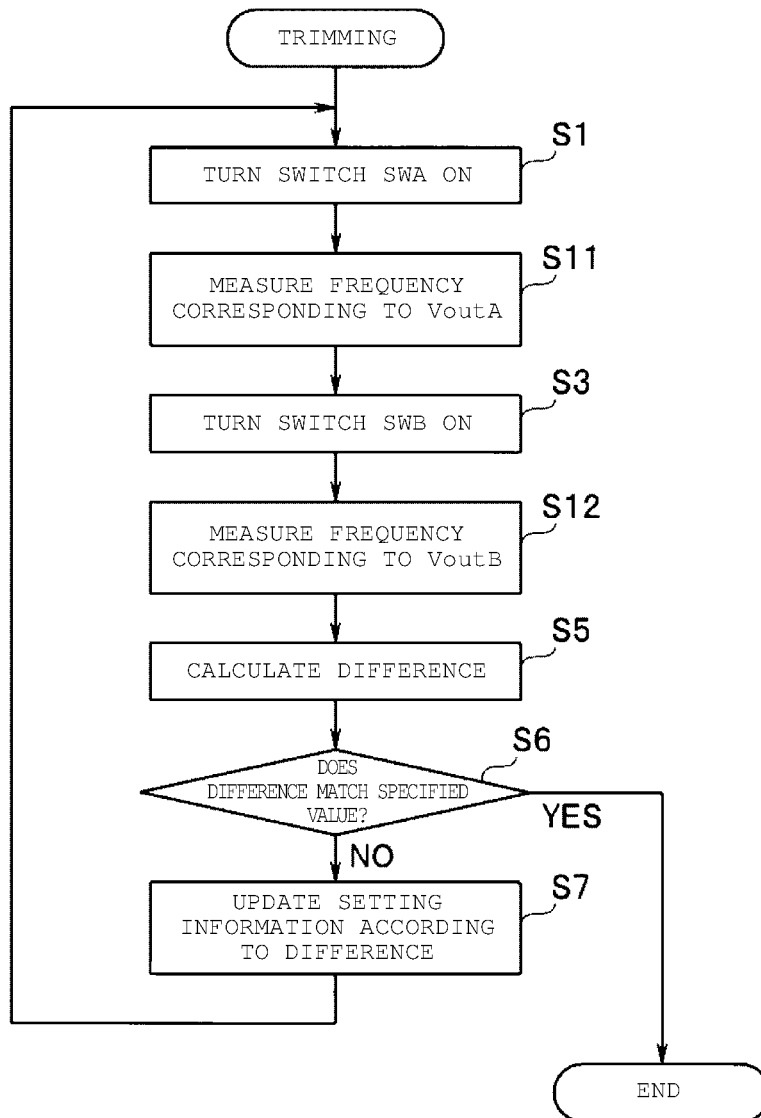 TRIMMING
S1
TURN SWITCH SWA ON
S11
MEASURE FREQUENCY
CORRESPONDING TO VoutA
S3
TURN SWITCH SWB ON
S12
MEASURE FREQUENCY
CORRESPONDING TO VoutB
S5
CALCULATE DIFFERENCE
S6
DOES
DIFFERENCE MATCH SPECIFIED
VALUE?
YES
NO
S7
UPDATE SETTING
INFORMATION ACCORDING
TO DIFFERENCE
END